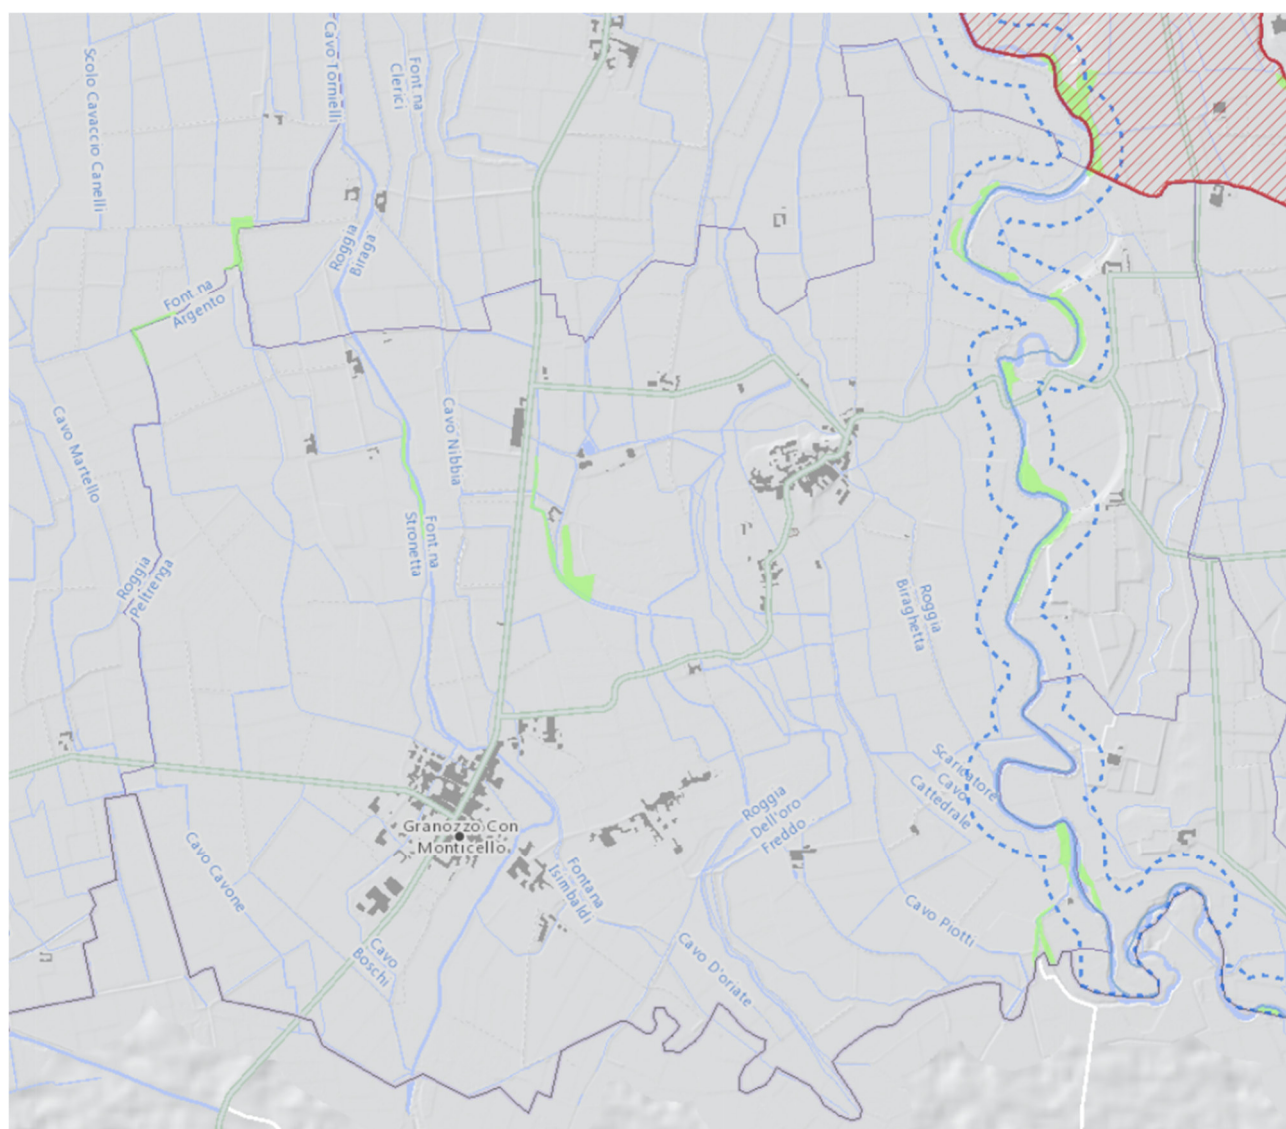 Scolo Cavaccio Canelli
Cavo Tornielli
Font.na
Clerici
Roggia
Biraga
Font.na
Argento
Cavo Martello
Cavo Nibbia
Font.na
Stronetta
Roggia
Peltrenga
Roggia
Biraghetta
Scaricatore
Cavo
Cattedrale
Roggia
Dell'oro
Freddo
Granozzo Con
Monticello
Cavo Cavone
Fontana
Isimbaldi
Cavo
Boschi
Cavo Piotti
Cavo D'oriate